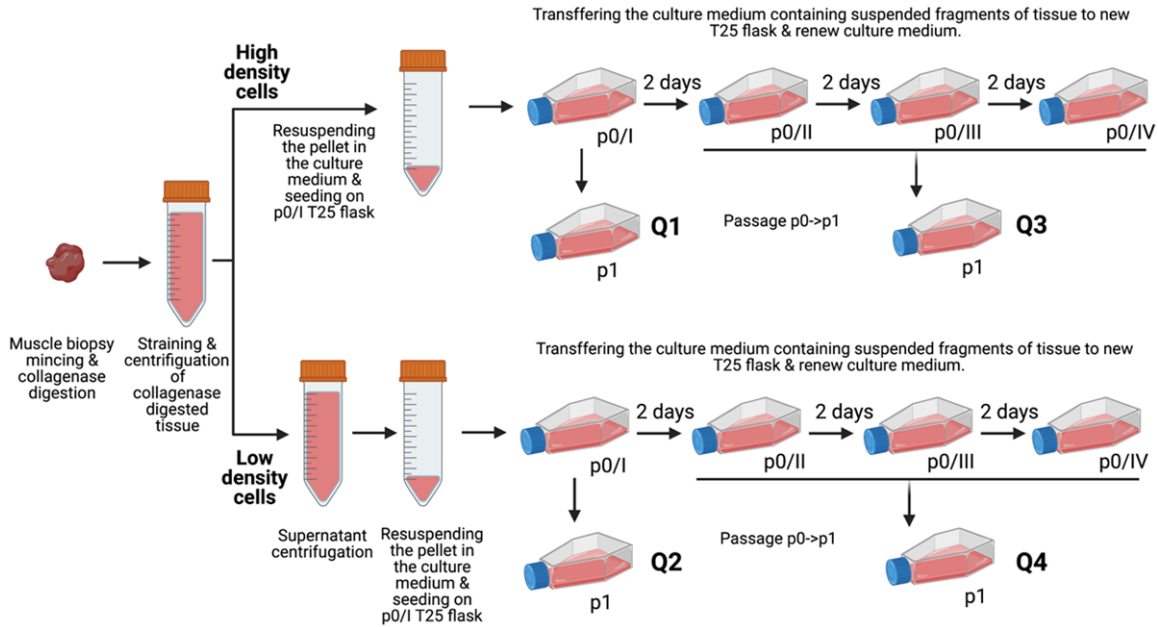 Transffering the culture medium containing suspended fragments of tissue to new
T25 flask & renew culture medium.
High
density
cells
Resuspending
the pellet in
the culture
medium &
seeding on
p0/I T25 flask
2 days
2 days
2 days
p0/I
p0/II
p0/III
p0/IV
Q1
p1
Passage p0->p1
Q3
p1
Muscle biopsy
mincing &
collagenase
digestion
Straining &
centrifiguation
of
collagenase
digested
tissue
Transffering the culture medium containing suspended fragments of tissue to new
T25 flask & renew culture medium.
Low
density
cells
Supernatant
centrifugation
Resuspending
the pellet in
the culture
medium &
seeding on
p0/I T25 flask
2 days
2 days
2 days
p0/I
p0/II
p0/III
p0/IV
Q2
p1
Passage p0->p1
Q4
p1